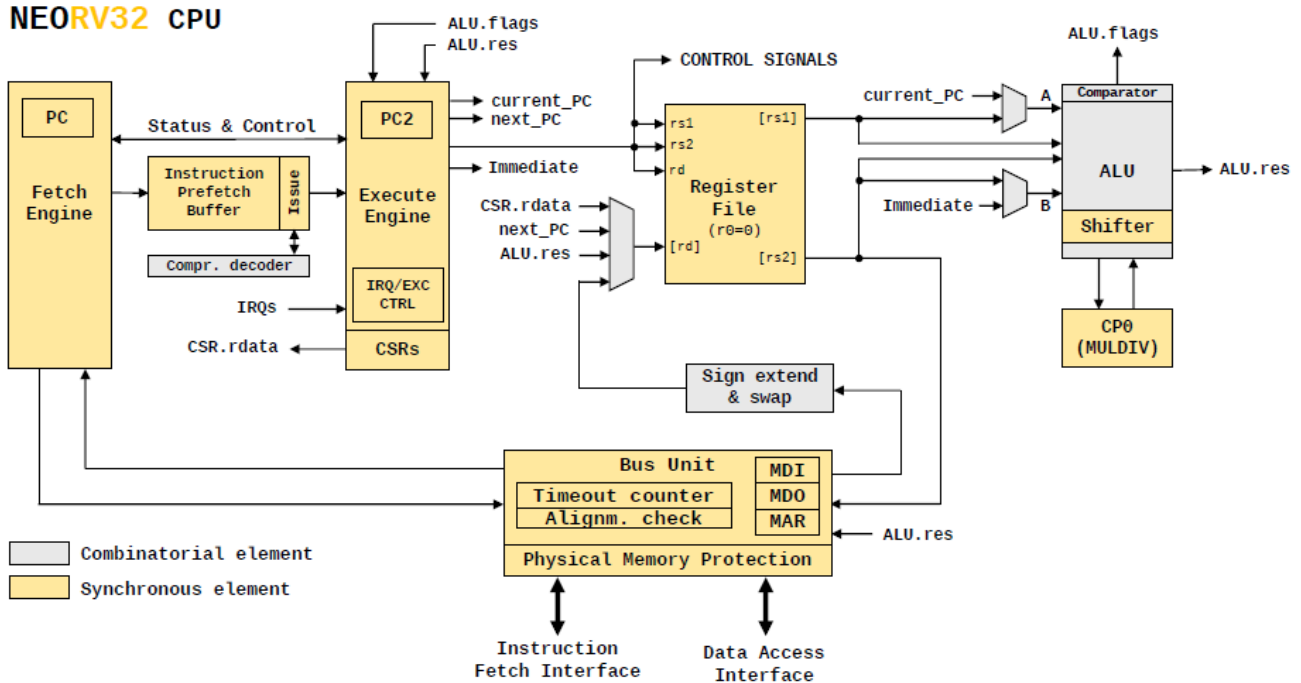 NEORV32 CPU
ALU.flags
ALU.res
CONTROL SIGNALS
PC
Fetch
Engine
Status & Control
Instruction
Prefetch
Buffer
Issue
Compr. decoder
PC2
Execute
Engine
IRQ/EXC
CTRL
CSRs
IRQs
CSR.rdata
current_PC
next_PC
Immediate
CSR.rdata
next_PC
ALU.res
rs1
rs2
rd
[rd]
[rs1]
[rs2]
Register
File
(r0=0)
current_PC
A
Immediate
B
ALU.flags
Comparator
ALU
Shifter
ALU.res
CP0
(MULDIV)
Sign extend
& swap
Bus Unit
Timeout counter
Alignm. check
MDI
MDO
MAR
ALU.res
Physical Memory Protection
Combinatorial element
Synchronous element
Instruction
Fetch Interface
Data Access
Interface